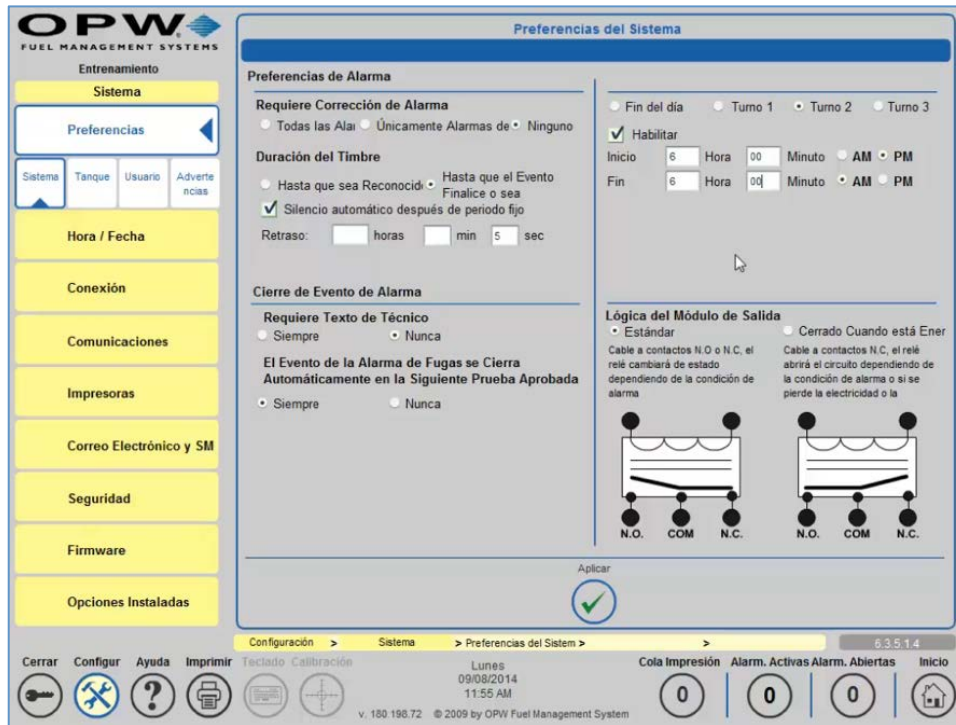 OPW
FUEL MANAGEMENT SYSTEMS
Entrenamiento
Sistema
Preferencias
Sistema
Tanque
Usuario
Adverte
ncias
Hora / Fecha
Conexión
Comunicaciones
Impresoras
Correo Electrónico y SM
Seguridad
Firmware
Opciones Instaladas
Preferencias del Sistema
Preferencias de Alarma
Requiere Corrección de Alarma
Todas las Alar Únicamente Alarmas de Ninguno
Duración del Timbre
Hasta que sea Reconocid
Hasta que el Evento
Finalice o sea
Silencio automático después de periodo fijo
Retraso: horas min 5 sec
Cierre de Evento de Alarma
Requiere Texto de Técnico
Siempre Nunca
El Evento de la Alarma de Fugas se Cierra
Automáticamente en la Siguiente Prueba Aprobada
Siempre Nunca
Fin del día Turno 1 Turno 2 Turno 3
Habilitar
Inicio 6 Hora 00 Minuto AM PM
Fin 6 Hora 00 Minuto AM PM
Lógica del Módulo de Salida
Estándar
Cable a contactos N.O o N.C, el
relé cambiará de estado
dependiendo de la condición de
alarma
N.O. COM N.C.
Cerrado Cuando está Ener
Cable a contactos N.C, el relé
abrirá el circuito dependiendo de
la condición de alarma o si se
pierde la electricidad o la
N.O. COM N.C.
Aplicar
Configuración > Sistema > Preferencias del Sistem > >
6.3.5.1.4
Cerrar
Configur
Ayuda
Imprimir
Teclado
Calibración
Lunes
09/08/2014
11:55 AM
v. 180.198.72 © 2009 by OPW Fuel Management System
Cola Impresión
0
Alarm. Activas
0
Alarm. Abiertas
0
Inicio